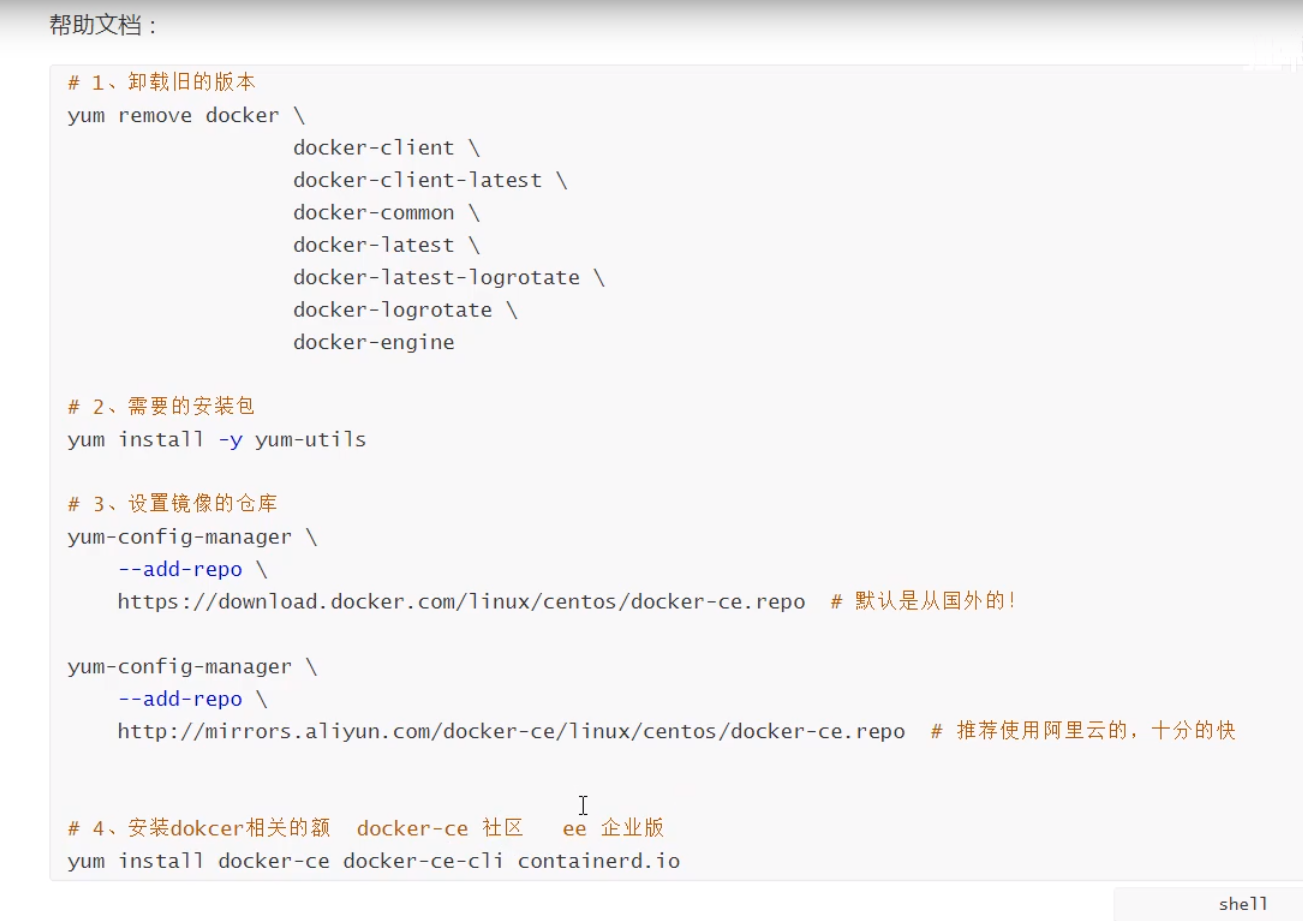 帮助文档：
# 1、卸载旧的版本
yum remove docker \
docker-client \
docker-client-latest \
docker-common \
docker-latest \
docker-latest-logrotate \
docker-logrotate \
docker-engine
# 2、需要的安装包
yum install -y yum-utils
# 3、设置镜像的仓库
yum-config-manager \
--add-repo \
https://download.docker.com/linux/centos/docker-ce.repo # 默认是从国外的！
yum-config-manager \
--add-repo \
http://mirrors.aliyun.com/docker-ce/linux/centos/docker-ce.repo # 推荐使用阿里云的，十分的快
# 4、安装dokcer相关的额 docker-ce 社区 ee 企业版
yum install docker-ce docker-ce-cli containerd.io
shell